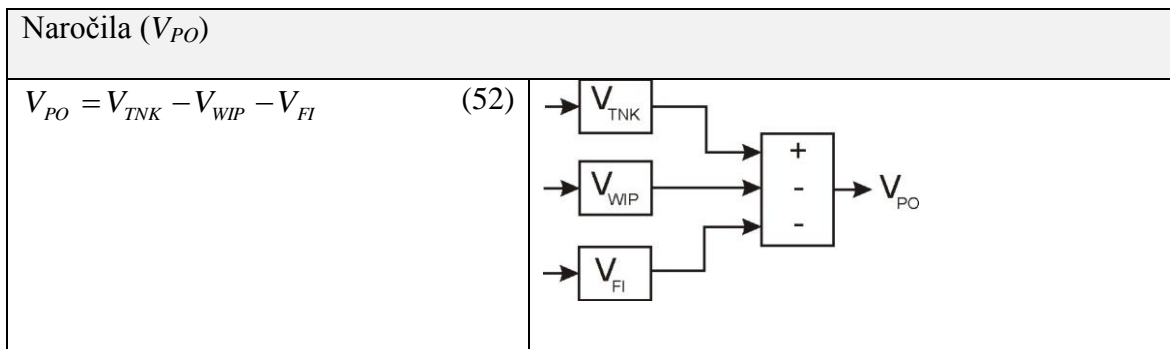 Naročila (V_PO)
V_PO = V_TNK − V_WIP − V_FI (52)
V_TNK
+
V_WIP
-
V_PO
-
V_FI